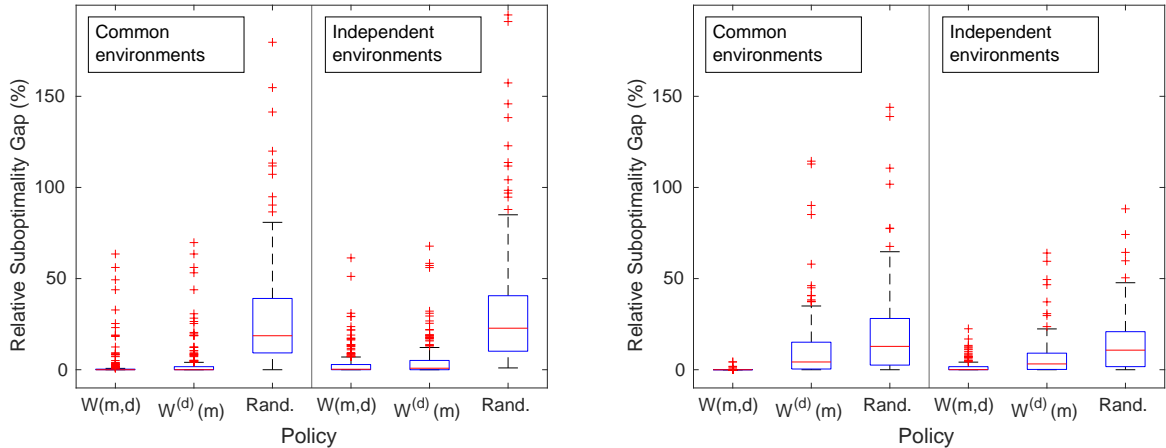 Common
environments
Independent
environments
Relative Suboptimality Gap (%)
150
100
50
0
W(m,d)
W(d)(m)
Rand.
W(m,d)
W(d)(m)
Rand.
Policy
Common
environments
Independent
environments
Relative Suboptimality Gap (%)
150
100
50
0
W(m,d)
W(d)(m)
Rand.
W(m,d)
W(d)(m)
Rand.
Policy